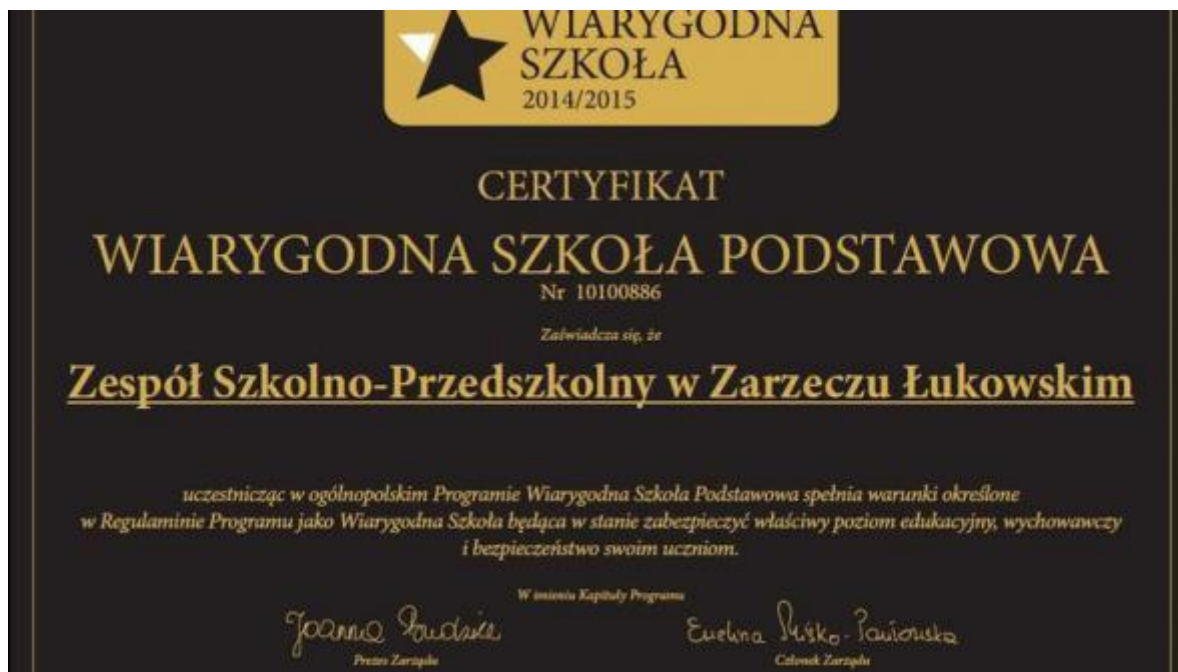 WIARYGODNA
SZKOŁA
2014/2015
CERTYFIKAT
WIARYGODNA SZKOŁA PODSTAWOWA
Nr 10100886
Zaświadcza się, że
Zespół Szkolno-Przedszkolny w Zarzeczu Łukowskim
uczestnicząc w ogólnopolskim Programie Wiarygodna Szkoła Podstawowa spełnia warunki określone
w Regulaminie Programu jako Wiarygodna Szkoła będąca w stanie zabezpieczyć właściwy poziom edukacyjny, wychowawczy
i bezpieczeństwo swoim uczniom.
W imieniu Kapituły Programu
Joanna
Ewelina
Prezes Zarządu
Członek Zarządu